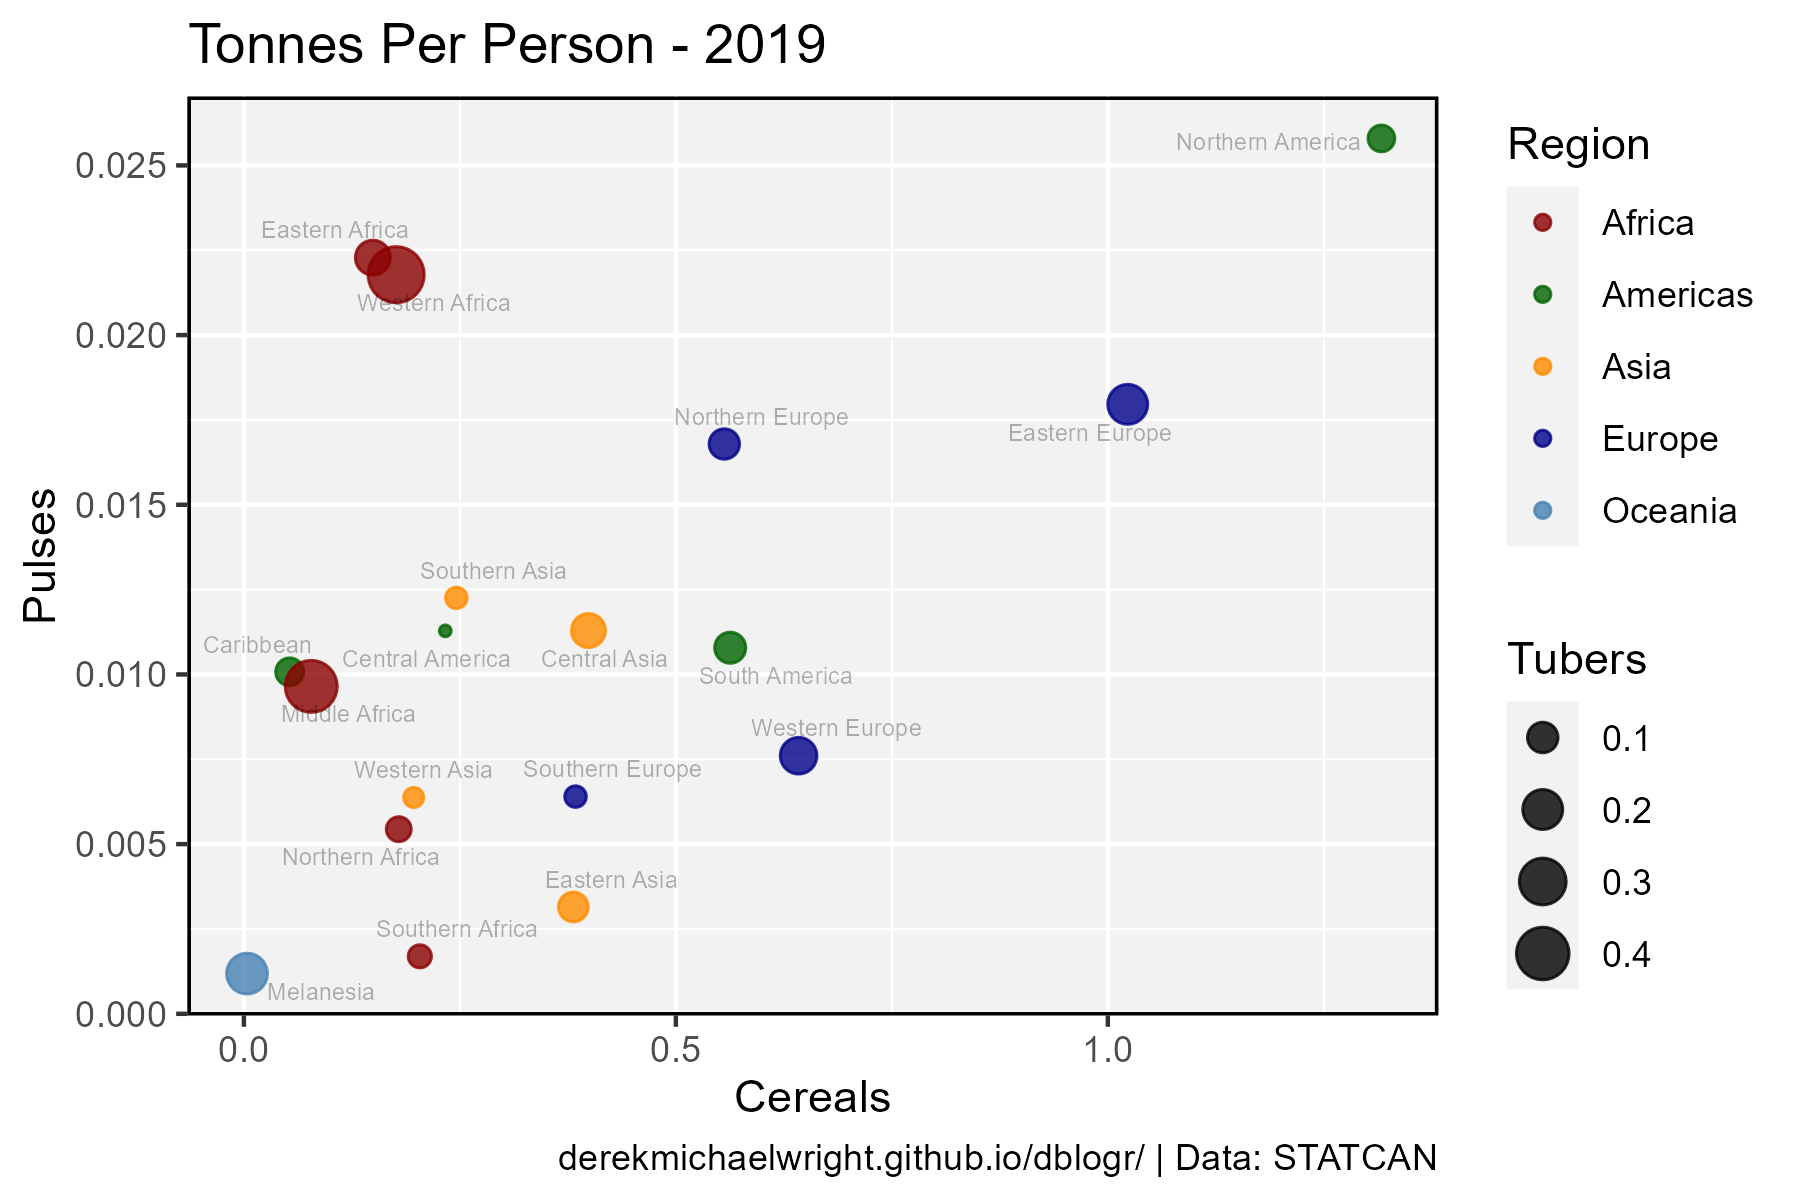 Tonnes Per Person - 2019
Pulses
0.025
0.020
0.015
0.010
0.005
0.000
Northern America
Eastern Africa
Western Africa
Northern Europe
Eastern Europe
Southern Asia
Caribbean
Central America
Central Asia
South America
Middle Africa
Western Europe
Western Asia
Southern Europe
Northern Africa
Eastern Asia
Southern Africa
Melanesia
0.0 0.5 1.0
Cereals
Region
Africa
Americas
Asia
Europe
Oceania
Tubers
0.1
0.2
0.3
0.4
derekmichaelwright.github.io/dblogr/ | Data: STATCAN